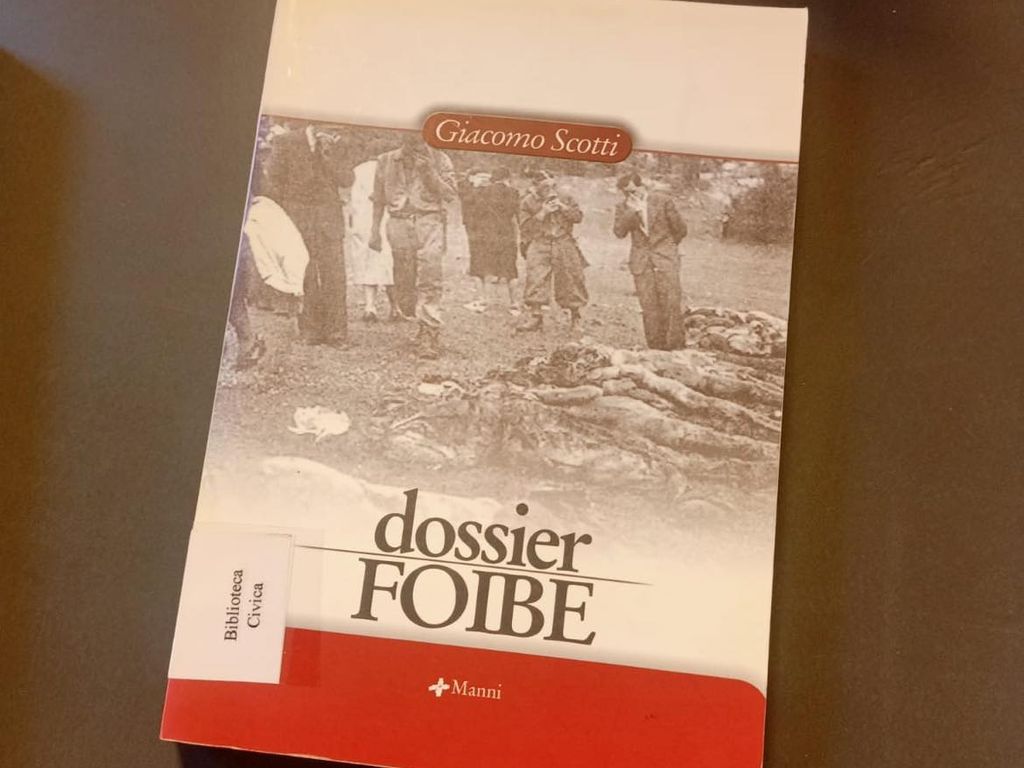 Giacomo Scotti
dossier
FOIBE
Biblioteca
Civica
Manni